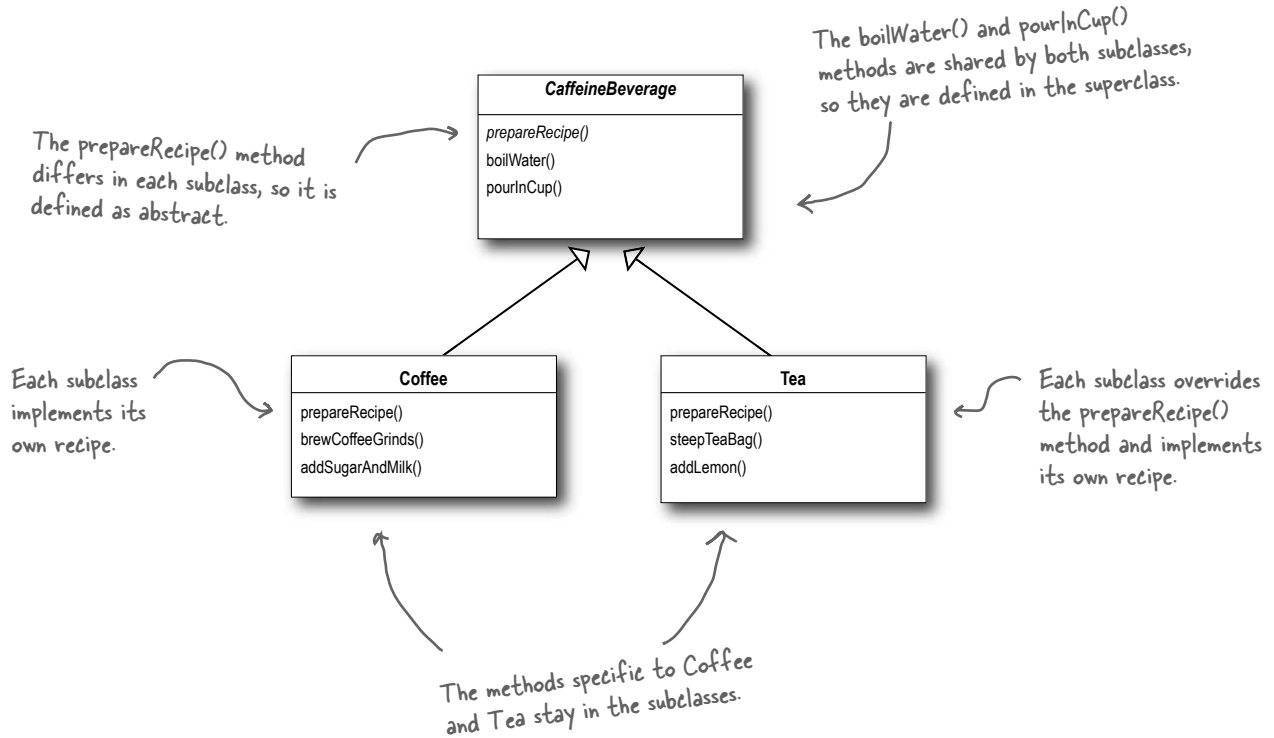 The boilWater() and pourInCup()
methods are shared by both subclasses,
so they are defined in the superclass.
CaffeineBeverage
prepareRecipe()
boilWater()
pourInCup()
The prepareRecipe() method
differs in each subclass, so it is
defined as abstract.
Each subclass
implements its
own recipe.
Coffee
prepareRecipe()
brewCoffeeGrinds()
addSugarAndMilk()
Tea
prepareRecipe()
steepTeaBag()
addLemon()
Each subclass overrides
the prepareRecipe()
method and implements
its own recipe.
The methods specific to Coffee
and Tea stay in the subclasses.